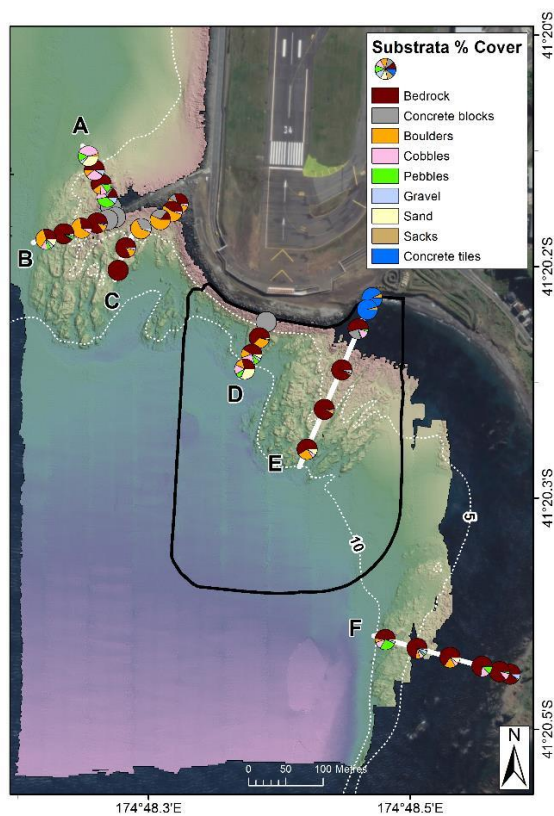 41°20'S
Substrata % Cover
Bedrock
Concrete blocks
Boulders
Cobbles
Pebbles
Gravel
Sand
Sacks
Concrete tiles
A
34
B
41°20.2'S
C
D
E
41°20.3'S
5
10
F
N
41°20.5'S
0 50 100 Metres
174°48.3'E 174°48.5'E